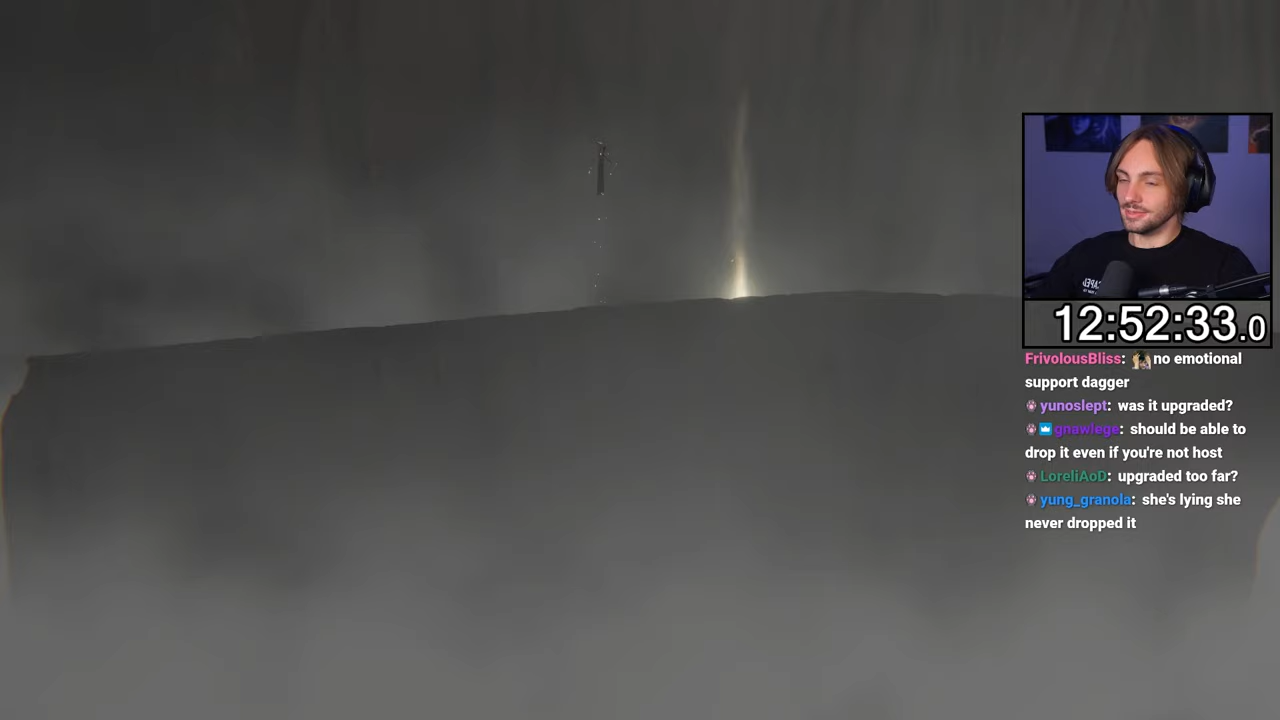 12:52:33.0
FrivolousBliss: no emotional
support dagger
yunoslept: was it upgraded?
gnawlege: should be able to
drop it even if you're not host
LoreliAoD: upgraded too far?
yung_granola: she's lying she
never dropped it